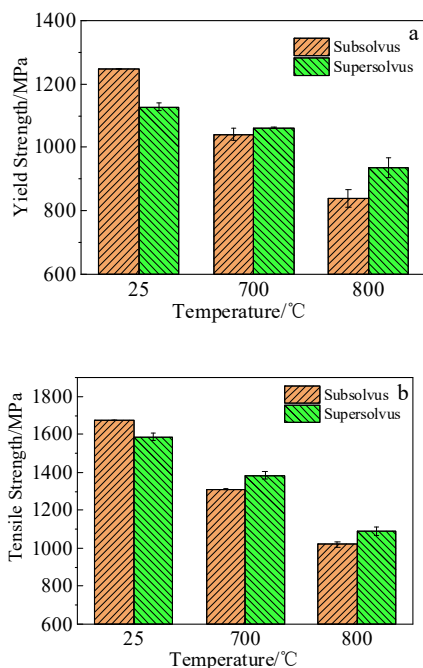 1400
a
Subsolvus
Supersolvus
1200
1000
800
600
Yield Strength/MPa
25 700 800
Temperature/℃
b
Subsolvus
Supersolvus
1800
1600
1400
1200
1000
800
600
Tensile Strength/MPa
25 700 800
Temperature/℃